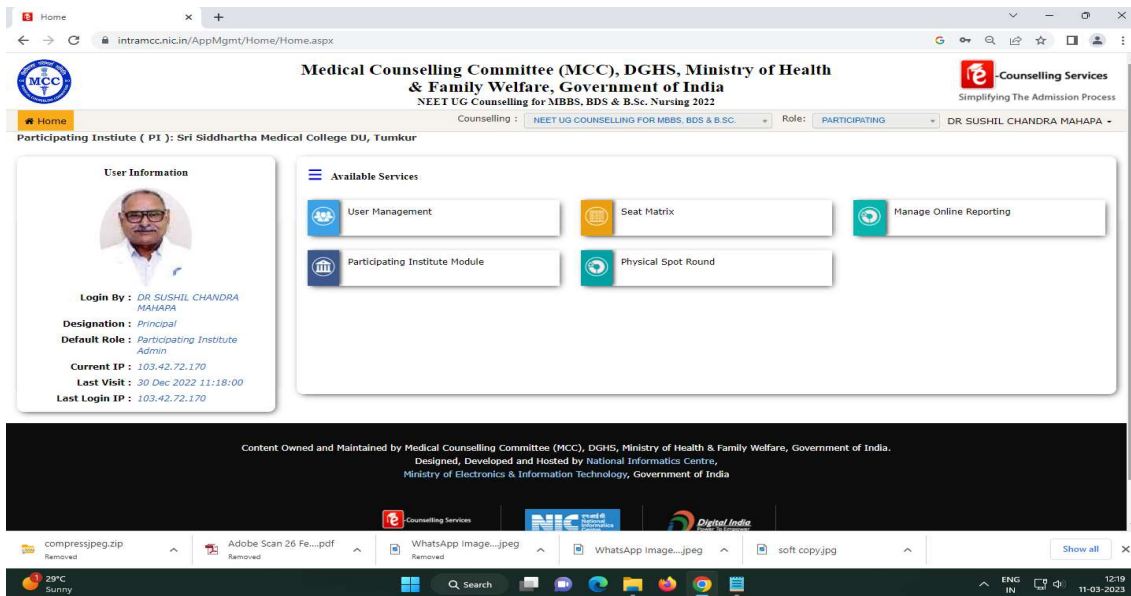 Home
intramcc.nic.in/AppMgmt/Home/Home.aspx
MCC
Medical Counselling Committee (MCC), DGHS, Ministry of Health
& Family Welfare, Government of India
NEET UG Counselling for MBBS, BDS & B.Sc. Nursing 2022
e-Counselling Services
Simplifying The Admission Process
Home
Counselling : NEET UG COUNSELLING FOR MBBS, BDS & B.SC. Role: PARTICIPATING DR SUSHIL CHANDRA MAHAPA
Participating Instiute ( PI ): Sri Siddhartha Medical College DU, Tumkur
User Information
Login By : DR SUSHIL CHANDRA
MAHAPA
Designation : Principal
Default Role : Participating Institute
Admin
Current IP : 103.42.72.170
Last Visit : 30 Dec 2022 11:18:00
Last Login IP : 103.42.72.170
Available Services
User Management
Seat Matrix
Manage Online Reporting
Participating Institute Module
Physical Spot Round
Content Owned and Maintained by Medical Counselling Committee (MCC), DGHS, Ministry of Health & Family Welfare, Government of India.
Designed, Developed and Hosted by National Informatics Centre,
Ministry of Electronics & Information Technology, Government of India
e-Counselling Services
NIC National Informatics Centre
Digital India
Power To Empower
compressjpeg.zip
Removed
Adobe Scan 26 Fe....pdf
Removed
WhatsApp Image....jpeg
Removed
WhatsApp Image....jpeg
soft copy.jpg
Show all
1
29°C
Sunny
Search
ENG
IN
12:19
11-03-2023